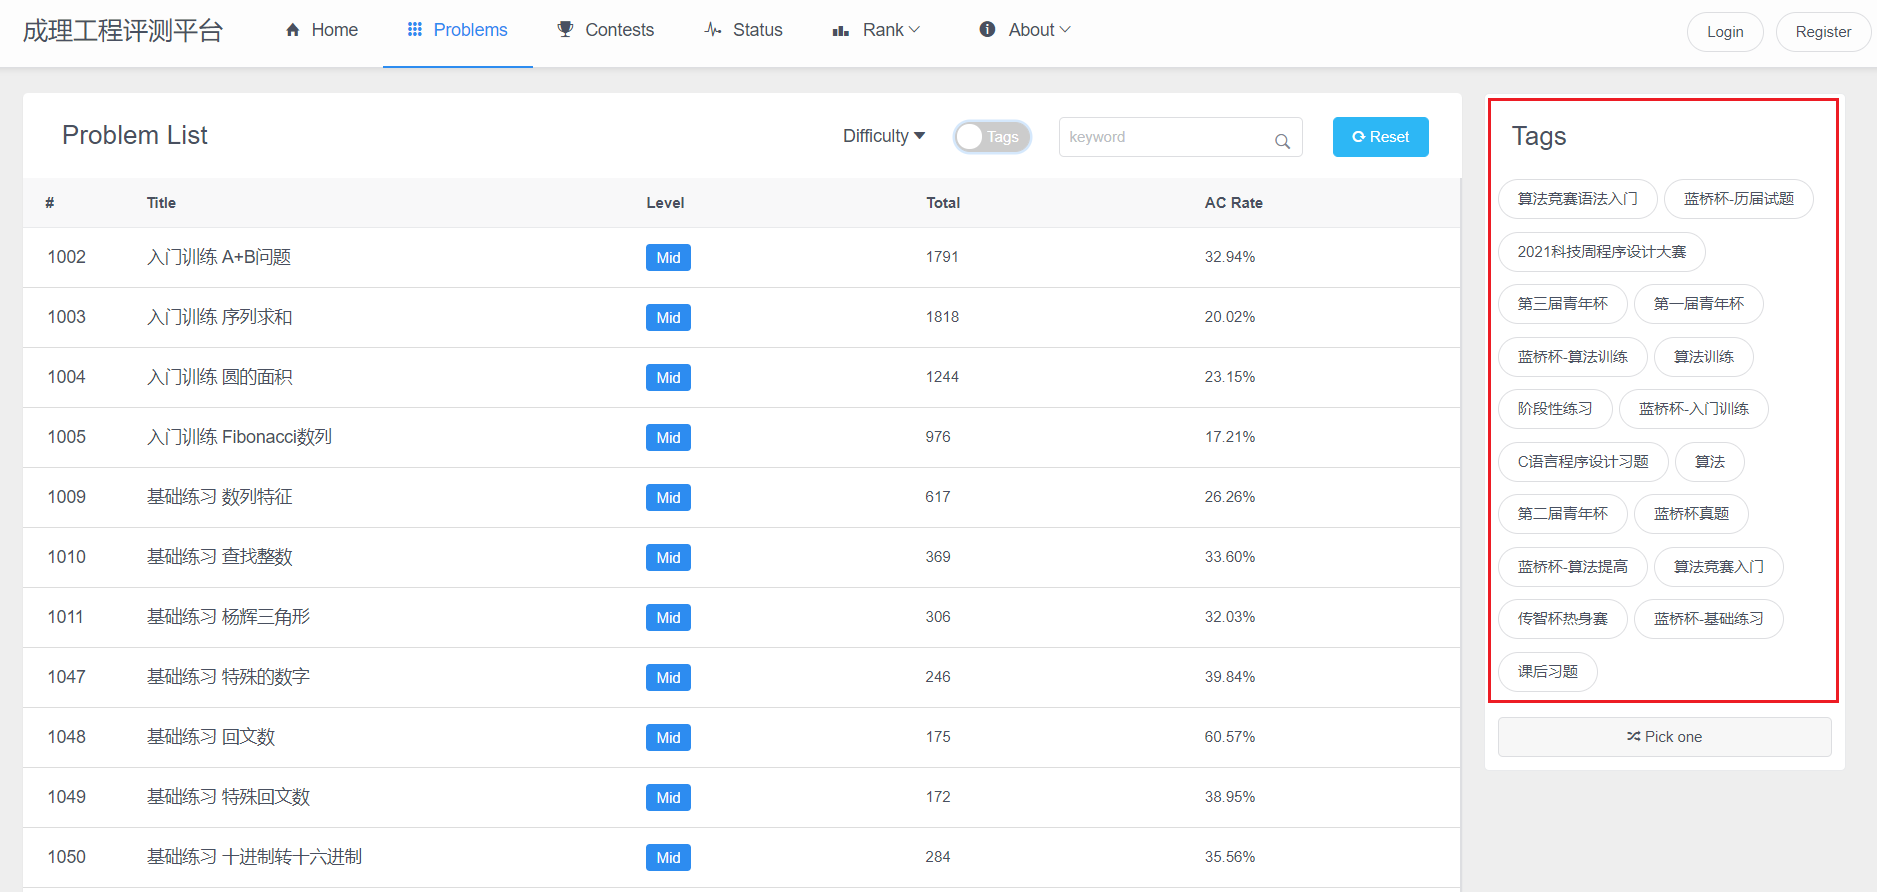 成理工程评测平台 Home Problems Contests Status Rank About Login Register
Problem List Difficulty Tags keyword Reset
# Title Level Total AC Rate
1002 入门训练 A+B问题 Mid 1791 32.94%
1003 入门训练 序列求和 Mid 1818 20.02%
1004 入门训练 圆的面积 Mid 1244 23.15%
1005 入门训练 Fibonacci数列 Mid 976 17.21%
1009 基础练习 数列特征 Mid 617 26.26%
1010 基础练习 查找整数 Mid 369 33.60%
1011 基础练习 杨辉三角形 Mid 306 32.03%
1047 基础练习 特殊的数字 Mid 246 39.84%
1048 基础练习 回文数 Mid 175 60.57%
1049 基础练习 特殊回文数 Mid 172 38.95%
1050 基础练习 十进制转十六进制 Mid 284 35.56%
Tags
算法竞赛语法入门 蓝桥杯-历届试题
2021科技周程序设计大赛
第三届青年杯 第一届青年杯
蓝桥杯-算法训练 算法训练
阶段性练习 蓝桥杯-入门训练
C语言程序设计习题 算法
第二届青年杯 蓝桥杯真题
蓝桥杯-算法提高 算法竞赛入门
传智杯热身赛 蓝桥杯-基础练习
课后习题
Pick one